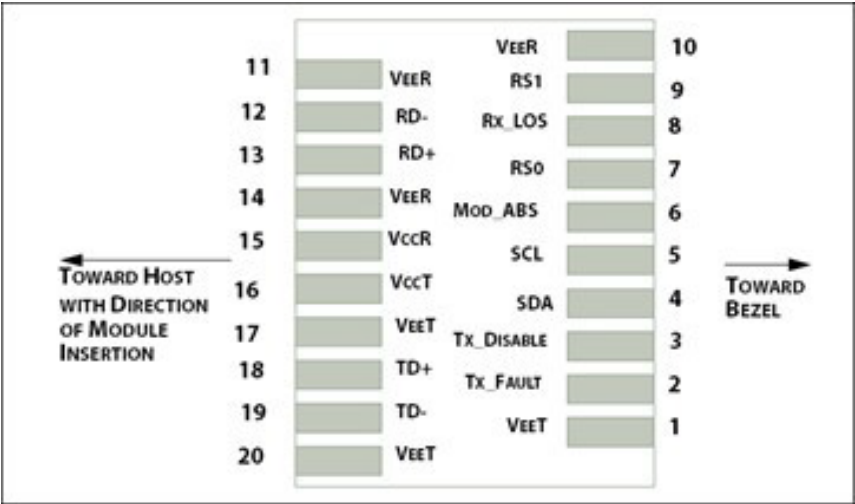 VEER 10
11 VEER RS1 9
12 RD- RX_LOS 8
13 RD+ RS0 7
14 VEER MOD_ABS 6
15 VCCR SCL 5
16 VCCT SDA 4
17 VEET TX_DISABLE 3
18 TD+ TX_FAULT 2
19 TD- VEET 1
20 VEET
TOWARD HOST
WITH DIRECTION
OF MODULE
INSERTION
TOWARD
BEZEL